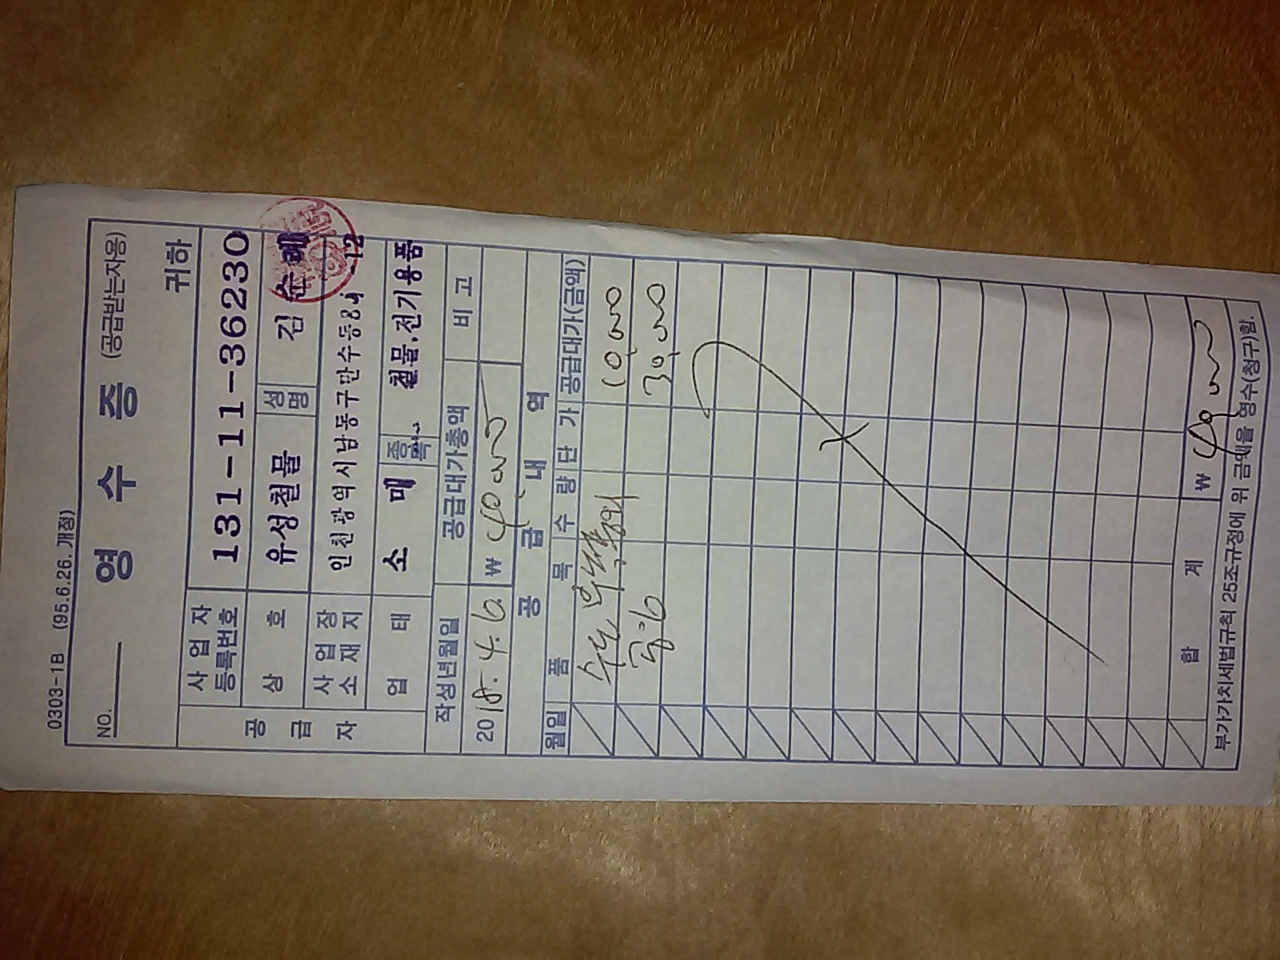 0303-1B (95.6.26. 개정)
NO. 영 수 증 (공급받는자용)
귀하
공급자
사업자등록번호 131-11-36230
상 호 유성철물 성명 김순례
사업장소재지 인천광역시남동구만수동84 -12
업 태 소 매 종목 철물.전기용품
작성년월일 공급대가총액 비 고
2018. 4. 6. ₩ 40,000
공 급 내 역
월일 품 목 수 량 단 가 공급대가(금액)
수도 10,000
30,000
합 계 ₩ 40,000
부가가치세법규칙 25조규정에 위 금액을 영수(청구)함.